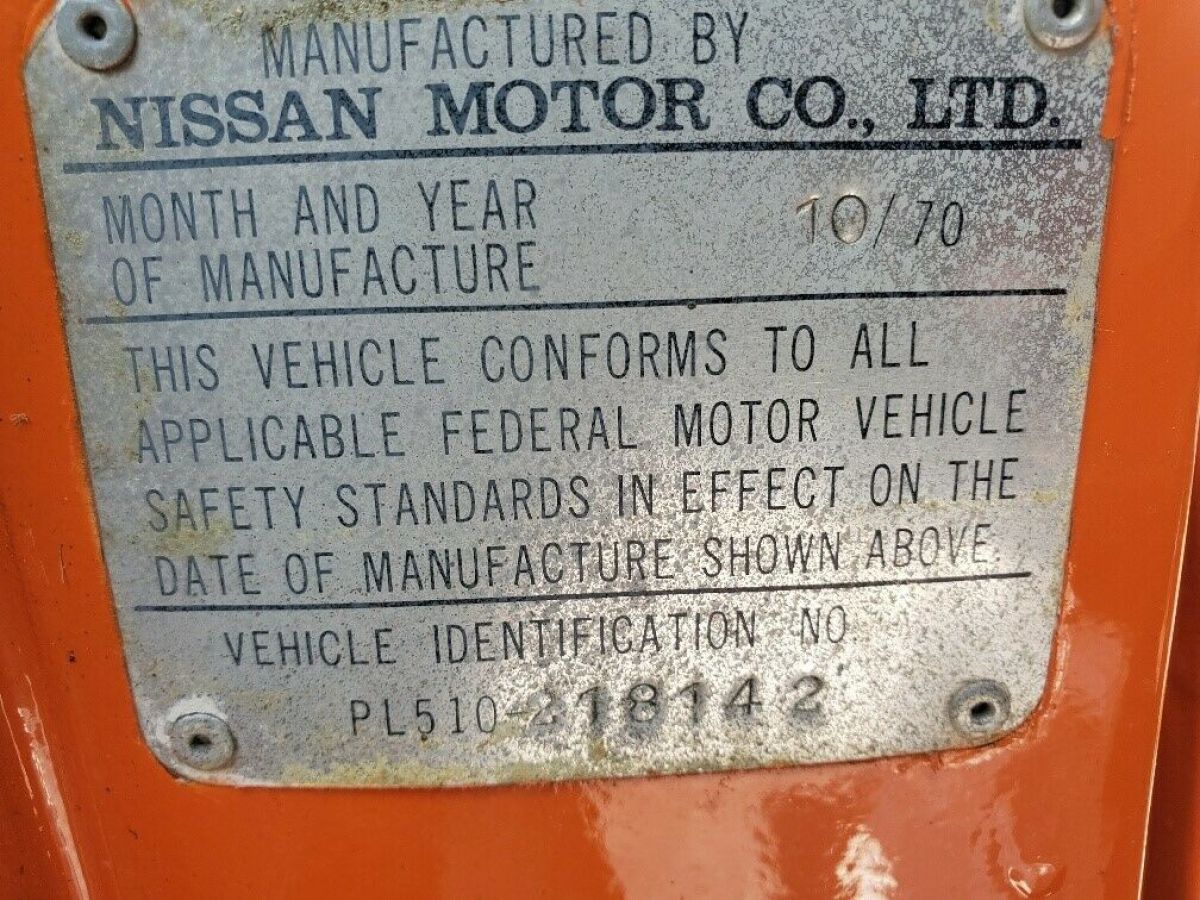 MANUFACTURED BY
NISSAN MOTOR CO., LTD.
MONTH AND YEAR
OF MANUFACTURE
10/70
THIS VEHICLE CONFORMS TO ALL
APPLICABLE FEDERAL MOTOR VEHICLE
SAFETY STANDARDS IN EFFECT ON THE
DATE OF MANUFACTURE SHOWN ABOVE.
VEHICLE IDENTIFICATION NO.
PL510-218142